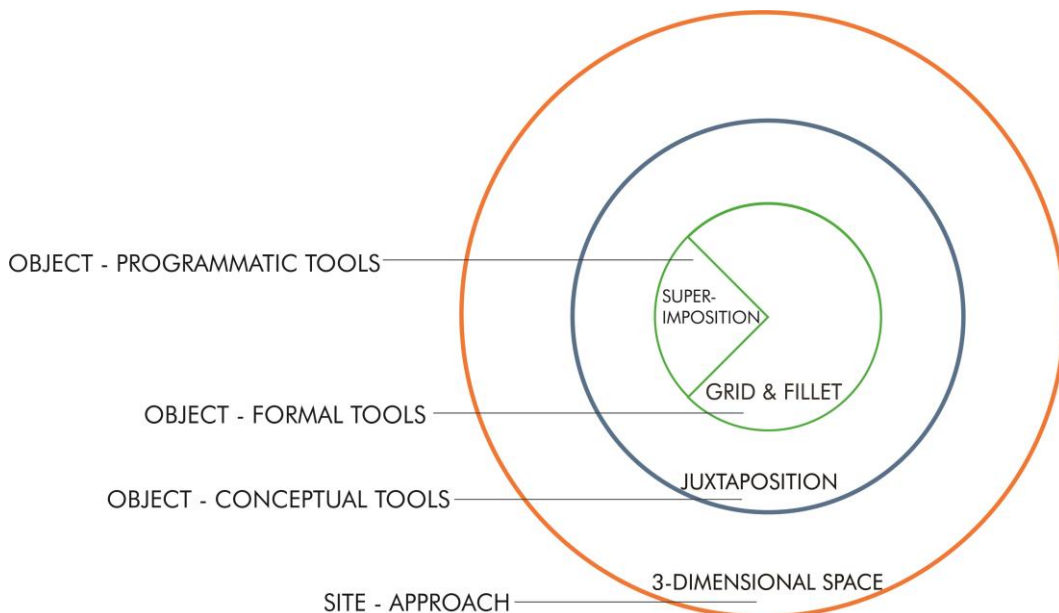 OBJECT - PROGRAMMATIC TOOLS
SUPER-
IMPOSITION
GRID & FILLET
OBJECT - FORMAL TOOLS
JUXTAPOSITION
OBJECT - CONCEPTUAL TOOLS
3-DIMENSIONAL SPACE
SITE - APPROACH